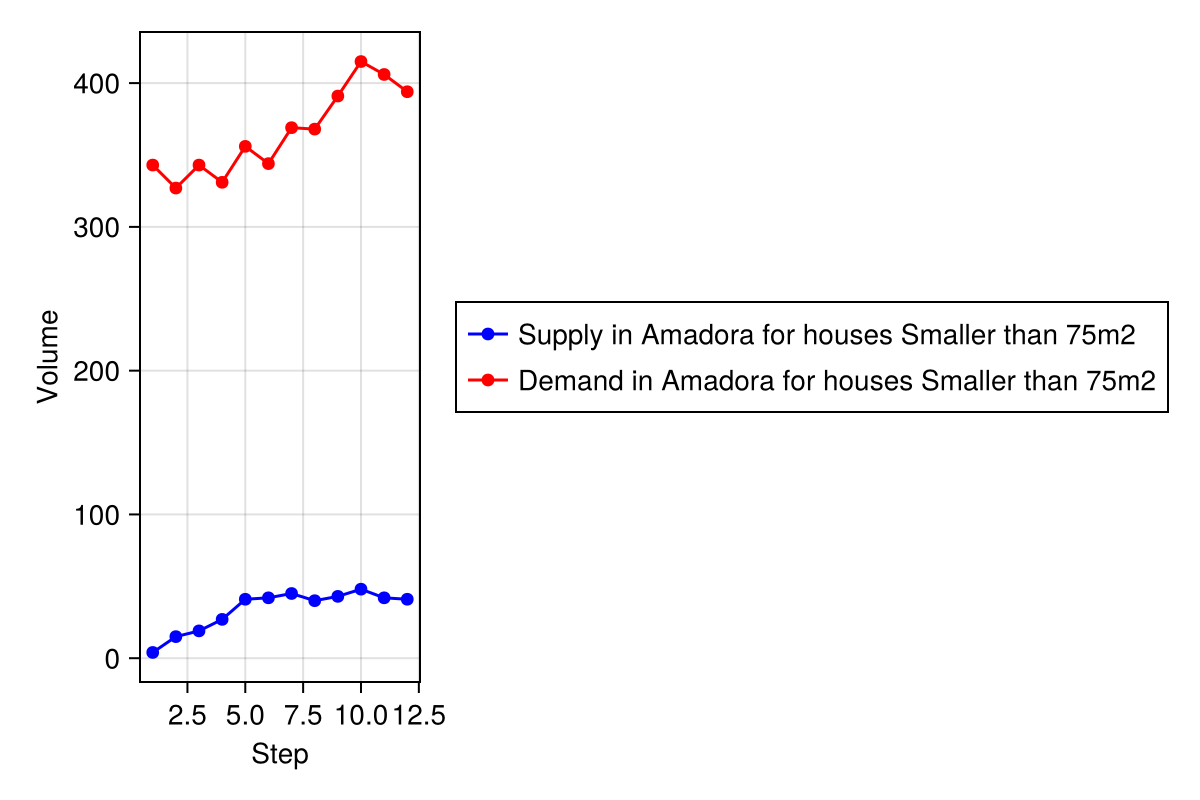 400
300
200
100
0
Volume
2.5 5.0 7.5 10.0 12.5
Step
Supply in Amadora for houses Smaller than 75m2
Demand in Amadora for houses Smaller than 75m2